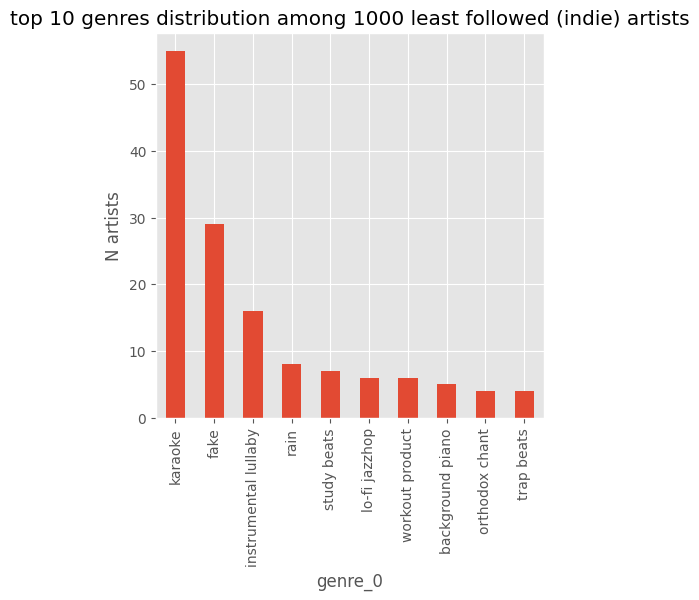 top 10 genres distribution among 1000 least followed (indie) artists
50
40
30
20
10
0
N artists
karaoke
fake
instrumental lullaby
rain
study beats
lo-fi jazzhop
workout product
background piano
orthodox chant
trap beats
genre_0